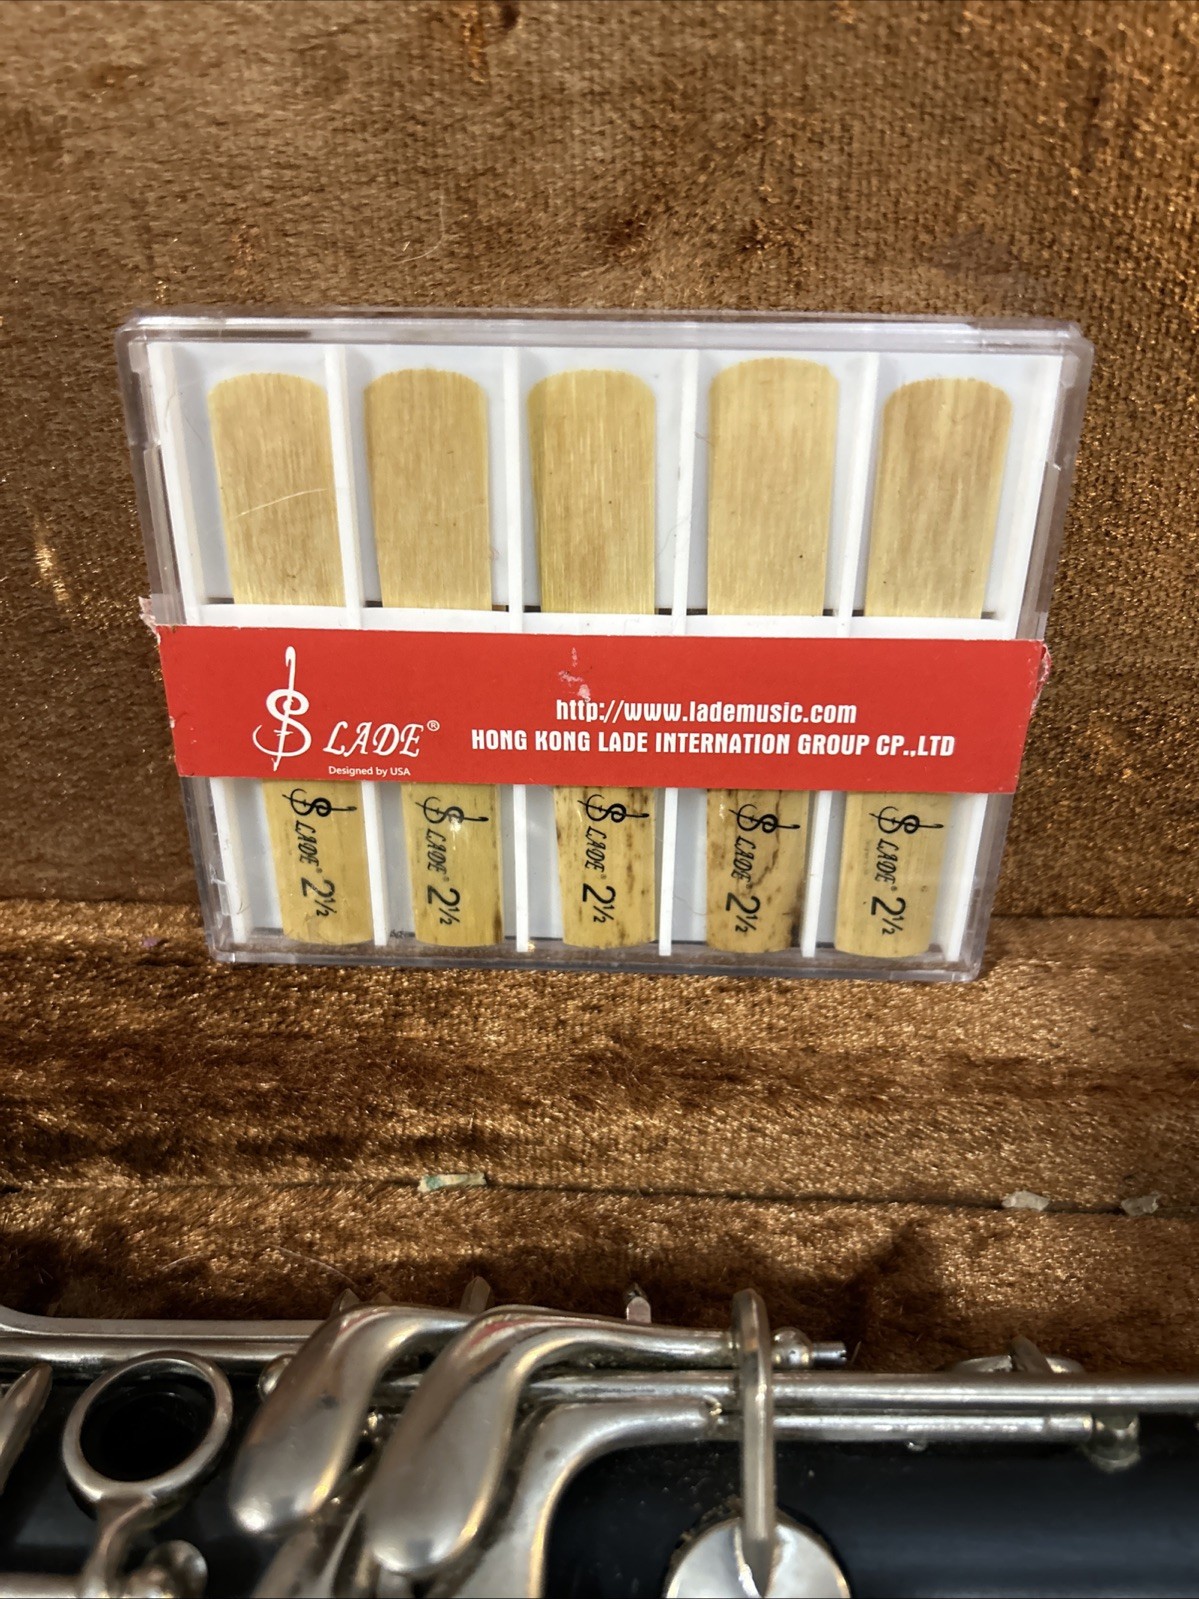 http://www.lademusic.com
LADE®
HONG KONG LADE INTERNATION GROUP CP.,LTD
Designed by USA
LADE® 2½
LADE® 2½
LADE® 2½
LADE® 2½
LADE® 2½